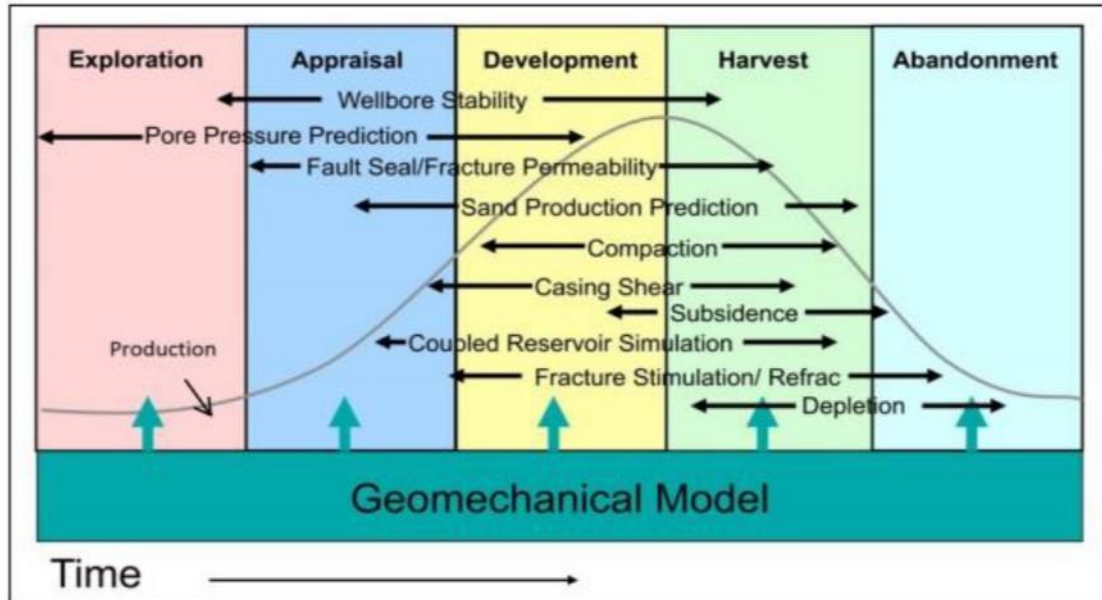 Exploration
Appraisal
Development
Harvest
Abandonment
Wellbore Stability
Pore Pressure Prediction
Fault Seal/Fracture Permeability
Sand Production Prediction
Compaction
Casing Shear
Subsidence
Coupled Reservoir Simulation
Production
Fracture Stimulation/ Refrac
Depletion
Geomechanical Model
Time